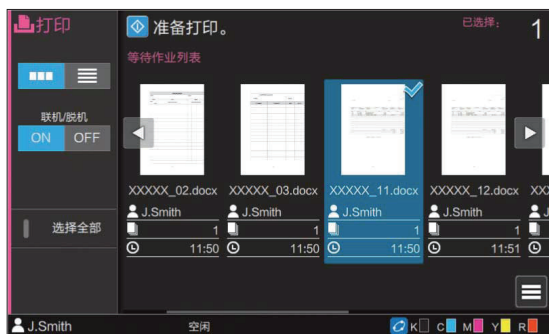 打印
准备打印。
已选择: 1
等待作业列表
联机/脱机
ON OFF
选择全部
XXXXX_02.docx XXXXX_03.docx XXXXX_11.docx XXXXX_12.docx XX
J.Smith J.Smith J.Smith J.Smith J
1 1 1 1
11:50 11:50 11:50 11:51
J.Smith 空闲 K C M Y R